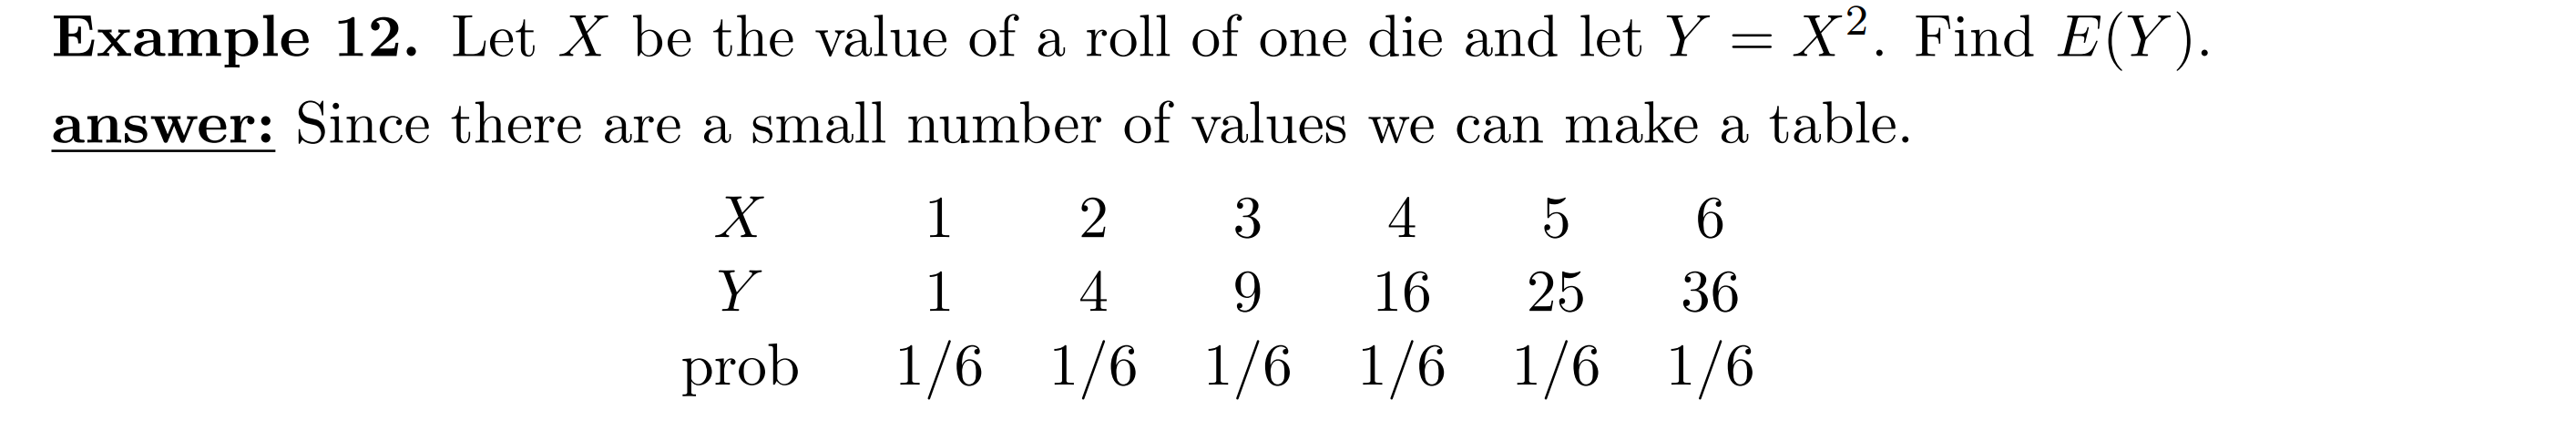 Example 12. Let X be the value of a roll of one die and let Y = X². Find E(Y).
answer: Since there are a small number of values we can make a table.
X 1 2 3 4 5 6
Y 1 4 9 16 25 36
prob 1/6 1/6 1/6 1/6 1/6 1/6